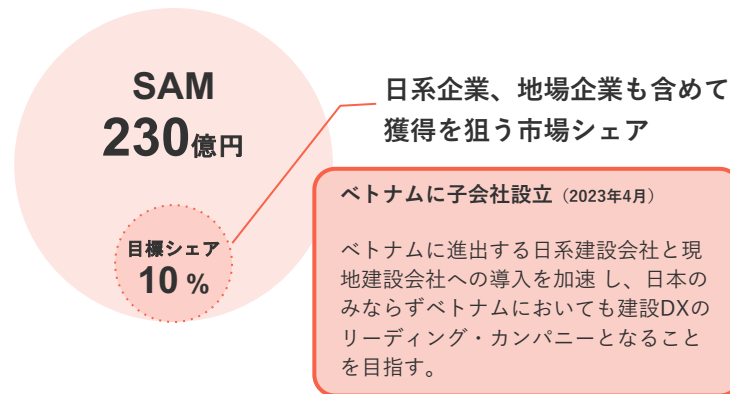 SAM
230億円
目標シェア
10 %
日系企業、地場企業も含めて
獲得を狙う市場シェア
ベトナムに子会社設立（2023年4月）
ベトナムに進出する日系建設会社と現
地建設会社への導入を加速 し、日本の
みならずベトナムにおいても建設DXの
リーディング・カンパニーとなること
を目指す。